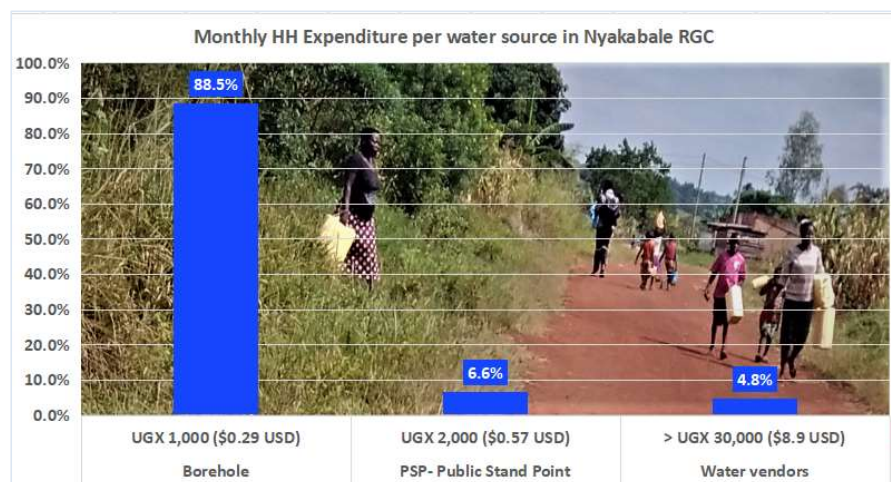 Monthly HH Expenditure per water source in Nyakabale RGC
100.0%
90.0%
80.0%
70.0%
60.0%
50.0%
40.0%
30.0%
20.0%
10.0%
0.0%
88.5%
6.6%
4.8%
UGX 1,000 ($0.29 USD)
UGX 2,000 ($0.57 USD)
> UGX 30,000 ($8.9 USD)
Borehole
PSP- Public Stand Point
Water vendors